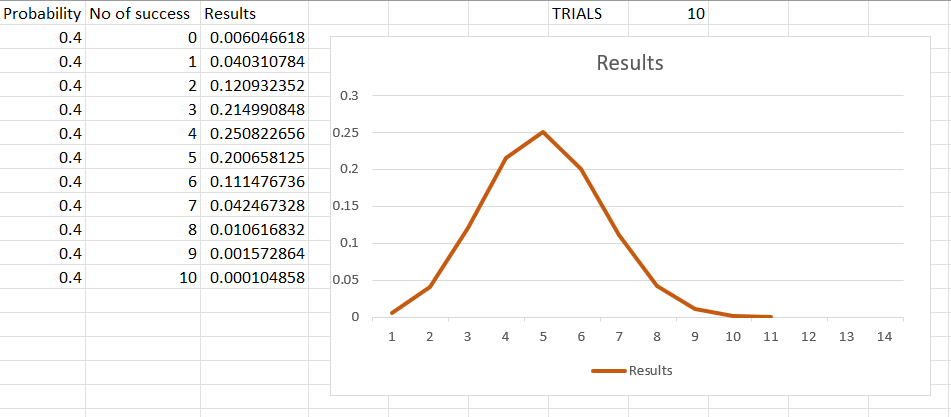 Probability No of success Results TRIALS 10
0.4 0 0.006046618
0.4 1 0.040310784
0.4 2 0.120932352
0.4 3 0.214990848
0.4 4 0.250822656
0.4 5 0.200658125
0.4 6 0.111476736
0.4 7 0.042467328
0.4 8 0.010616832
0.4 9 0.001572864
0.4 10 0.000104858
Results
0.3
0.25
0.2
0.15
0.1
0.05
0
1 2 3 4 5 6 7 8 9 10 11 12 13 14
Results